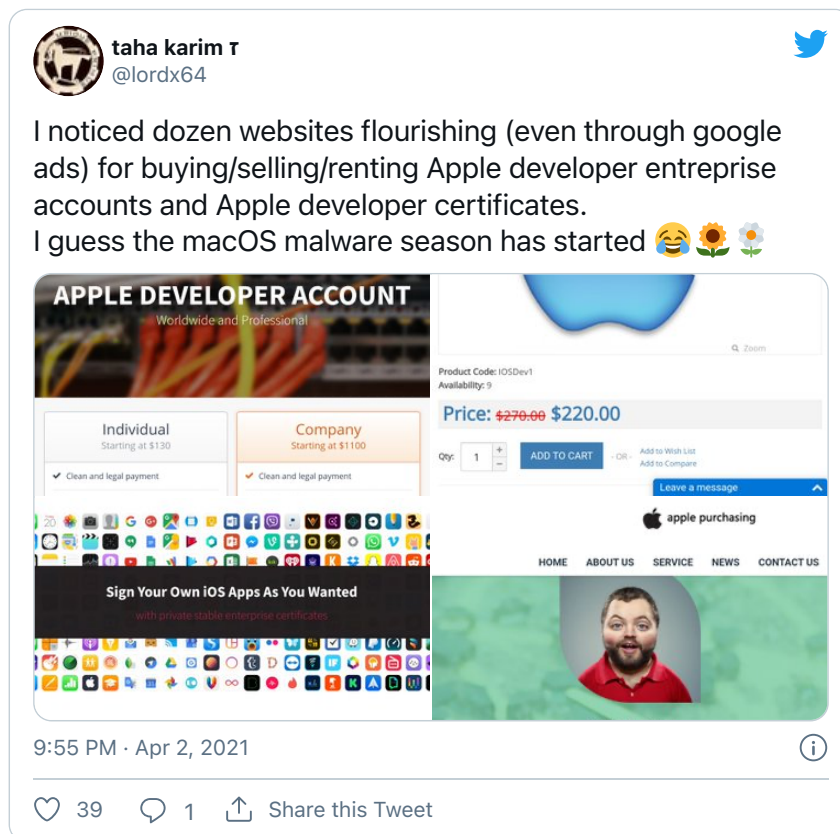 taha karim τ
@lordx64
I noticed dozen websites flourishing (even through google
ads) for buying/selling/renting Apple developer entreprise
accounts and Apple developer certificates.
I guess the macOS malware season has started 😂🌻🌼
APPLE DEVELOPER ACCOUNT
Worldwide and Professional
Individual
Starting at $130
✓ Clean and legal payment
Company
Starting at $1100
✓ Clean and legal payment
Zoom
Product Code: IOSDev1
Availability: 9
Price: $270.00 $220.00
Qty: 1 + − ADD TO CART - OR - Add to Wish List
Add to Compare
Leave a message
Sign Your Own iOS Apps As You Wanted
with private stable enterprise certificates
apple purchasing
HOME ABOUT US SERVICE NEWS CONTACT US
9:55 PM · Apr 2, 2021
39 1 Share this Tweet